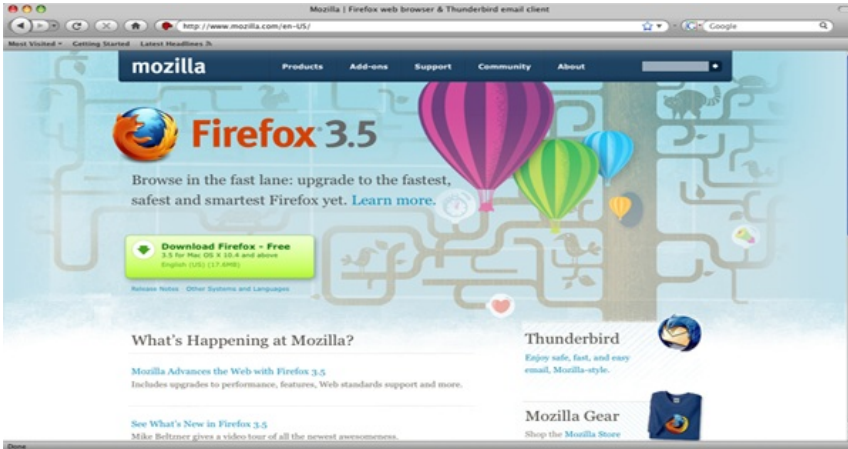 Mozilla | Firefox web browser & Thunderbird email client
http://www.mozilla.com/en-US/
Google
Most Visited Getting Started Latest Headlines
mozilla
Products Add-ons Support Community About
Firefox 3.5
Browse in the fast lane: upgrade to the fastest,
safest and smartest Firefox yet. Learn more.
Download Firefox - Free
3.5 for Mac OS X 10.4 and above
English (US) (17.6MB)
Release Notes - Other Systems and Languages
What's Happening at Mozilla?
Mozilla Advances the Web with Firefox 3.5
Includes upgrades to performance, features, Web standards support and more.
See What's New in Firefox 3.5
Mike Beltzner gives a video tour of all the newest awesomeness.
Thunderbird
Enjoy safe, fast, and easy
email, Mozilla-style.
Mozilla Gear
Shop the Mozilla Store
Done